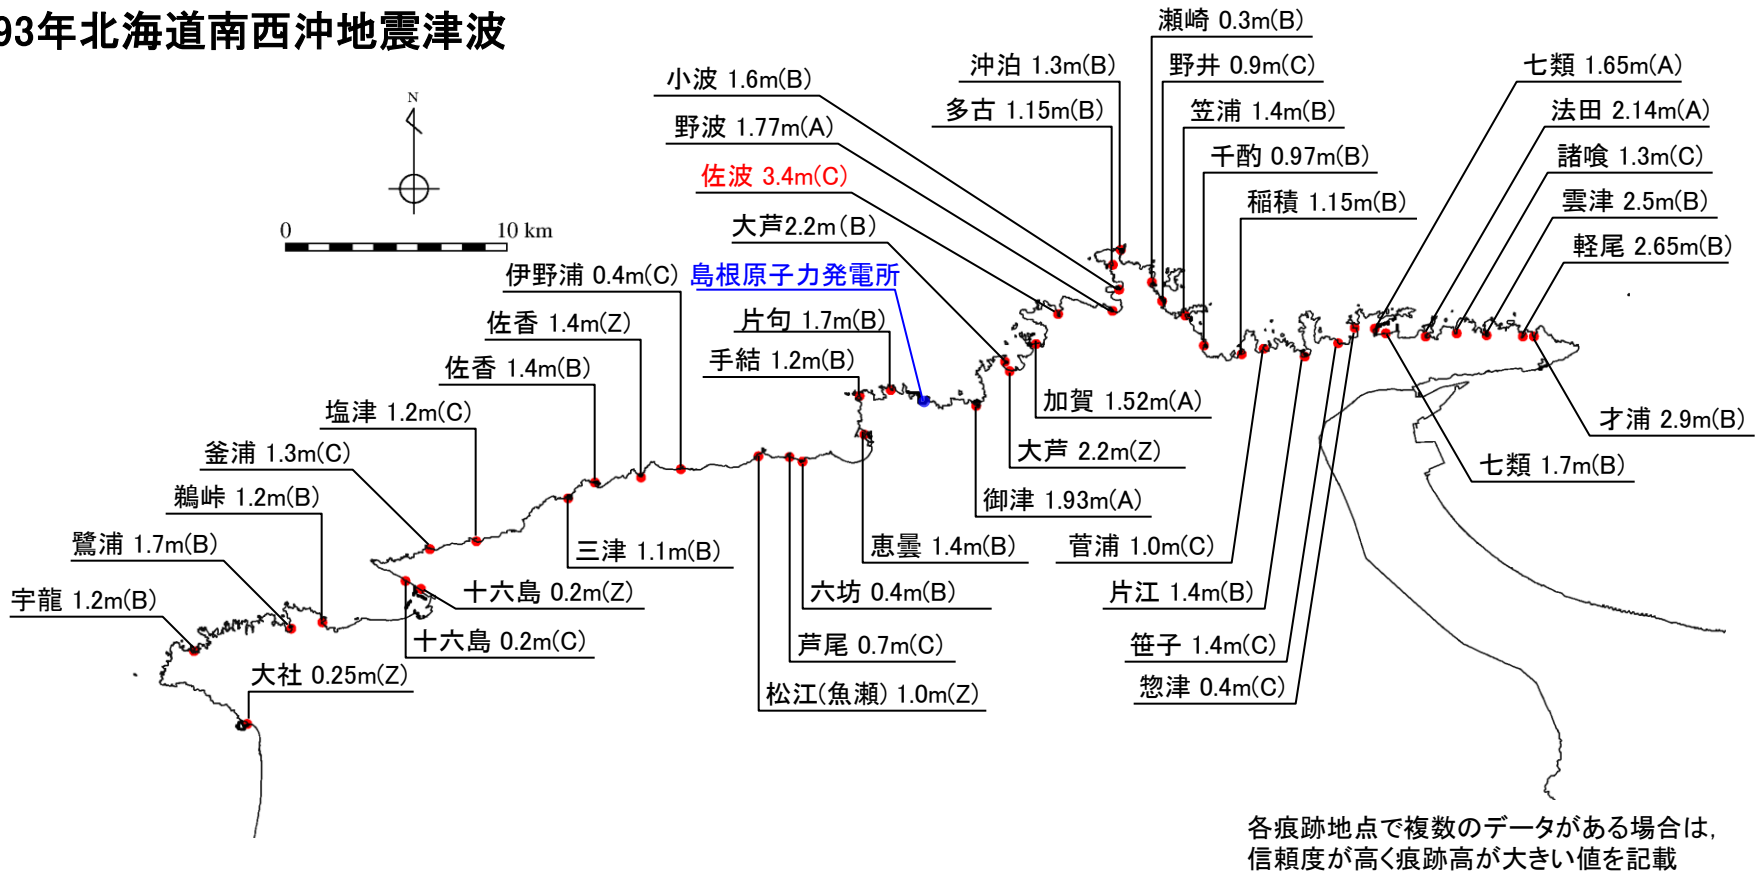 93年北海道南西沖地震津波
瀬崎 0.3m(B)
沖泊 1.3m(B)
野井 0.9m(C)
七類 1.65m(A)
小波 1.6m(B)
多古 1.15m(B)
笠浦 1.4m(B)
法田 2.14m(A)
野波 1.77m(A)
千酌 0.97m(B)
諸喰 1.3m(C)
佐波 3.4m(C)
稲積 1.15m(B)
雲津 2.5m(B)
大芦2.2m(B)
軽尾 2.65m(B)
N
0 10 km
伊野浦 0.4m(C)
島根原子力発電所
佐香 1.4m(Z)
片句 1.7m(B)
手結 1.2m(B)
佐香 1.4m(B)
加賀 1.52m(A)
塩津 1.2m(C)
才浦 2.9m(B)
釜浦 1.3m(C)
大芦 2.2m(Z)
七類 1.7m(B)
鵜峠 1.2m(B)
御津 1.93m(A)
鷺浦 1.7m(B)
三津 1.1m(B)
恵曇 1.4m(B)
菅浦 1.0m(C)
宇龍 1.2m(B)
十六島 0.2m(Z)
六坊 0.4m(B)
片江 1.4m(B)
十六島 0.2m(C)
芦尾 0.7m(C)
笹子 1.4m(C)
大社 0.25m(Z)
松江(魚瀬) 1.0m(Z)
惣津 0.4m(C)
各痕跡地点で複数のデータがある場合は,
信頼度が高く痕跡高が大きい値を記載